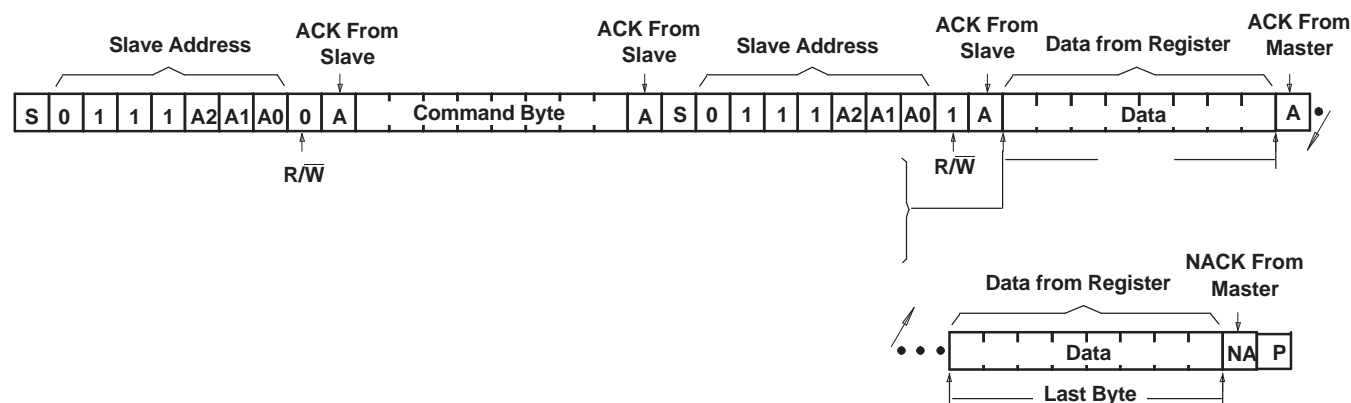 Slave Address
ACK From
Slave
ACK From
Slave
Slave Address
ACK From
Slave
Data from Register
ACK From
Master
S 0 1 1 1 A2 A1 A0 0 A Command Byte A S 0 1 1 1 A2 A1 A0 1 A Data A
R/W̅
R/W̅
Data from Register
NACK From
Master
Data NA P
Last Byte